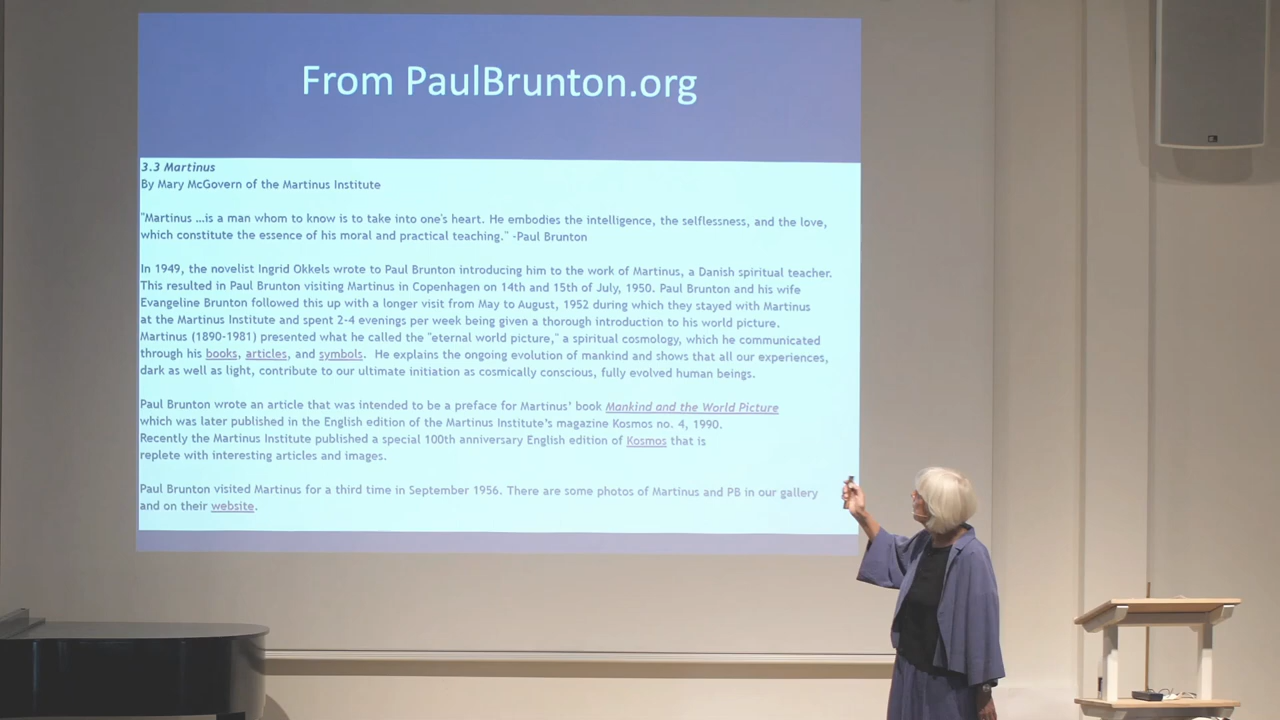 From PaulBrunton.org
3.3 Martinus
By Mary McGovern of the Martinus Institute
"Martinus ...is a man whom to know is to take into one's heart. He embodies the intelligence, the selflessness, and the love,
which constitute the essence of his moral and practical teaching." -Paul Brunton
In 1949, the novelist Ingrid Okkels wrote to Paul Brunton introducing him to the work of Martinus, a Danish spiritual teacher.
This resulted in Paul Brunton visiting Martinus in Copenhagen on 14th and 15th of July, 1950. Paul Brunton and his wife
Evangeline Brunton followed this up with a longer visit from May to August, 1952 during which they stayed with Martinus
at the Martinus Institute and spent 2-4 evenings per week being given a thorough introduction to his world picture.
Martinus (1890-1981) presented what he called the "eternal world picture," a spiritual cosmology, which he communicated
through his books, articles, and symbols. He explains the ongoing evolution of mankind and shows that all our experiences,
dark as well as light, contribute to our ultimate initiation as cosmically conscious, fully evolved human beings.
Paul Brunton wrote an article that was intended to be a preface for Martinus' book Mankind and the World Picture
which was later published in the English edition of the Martinus Institute's magazine Kosmos no. 4, 1990.
Recently the Martinus Institute published a special 100th anniversary English edition of Kosmos that is
replete with interesting articles and images.
Paul Brunton visited Martinus for a third time in September 1956. There are some photos of Martinus and PB in our gallery
and on their website.